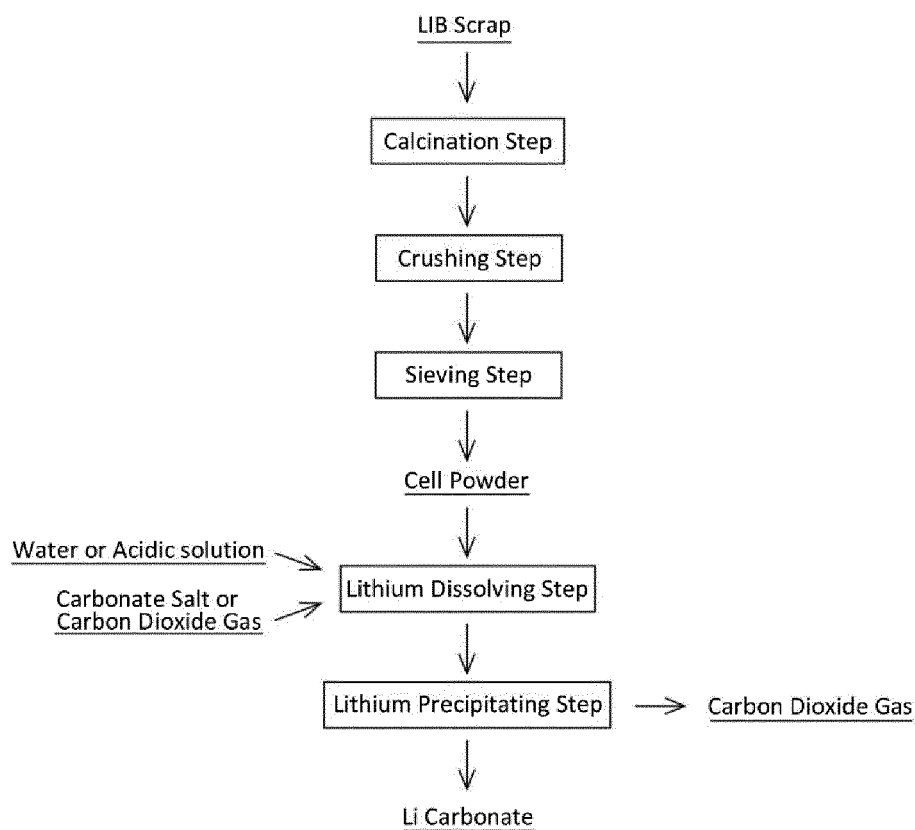 LIB Scrap
Calcination Step
Crushing Step
Sieving Step
Cell Powder
Water or Acidic solution
Carbonate Salt or
Carbon Dioxide Gas
Lithium Dissolving Step
Lithium Precipitating Step
Carbon Dioxide Gas
Li Carbonate